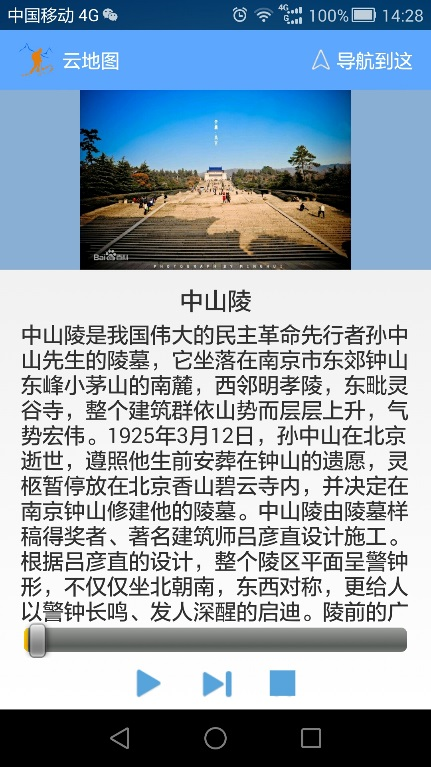 中国移动 4G 4G G 100% 14:28
云地图 导航到这
Baidu百科
PHOTOGRAPH BY
中山陵
中山陵是我国伟大的民主革命先行者孙中
山先生的陵墓，它坐落在南京市东郊钟山
东峰小茅山的南麓，西邻明孝陵，东毗灵
谷寺，整个建筑群依山势而层层上升，气
势宏伟。1925年3月12日，孙中山在北京
逝世，遵照他生前安葬在钟山的遗愿，灵
柩暂停放在北京香山碧云寺内，并决定在
南京钟山修建他的陵墓。中山陵由陵墓样
稿得奖者、著名建筑师吕彦直设计施工。
根据吕彦直的设计，整个陵区平面呈警钟
形，不仅仅坐北朝南，东西对称，更给人
以警钟长鸣、发人深醒的启迪。陵前的广